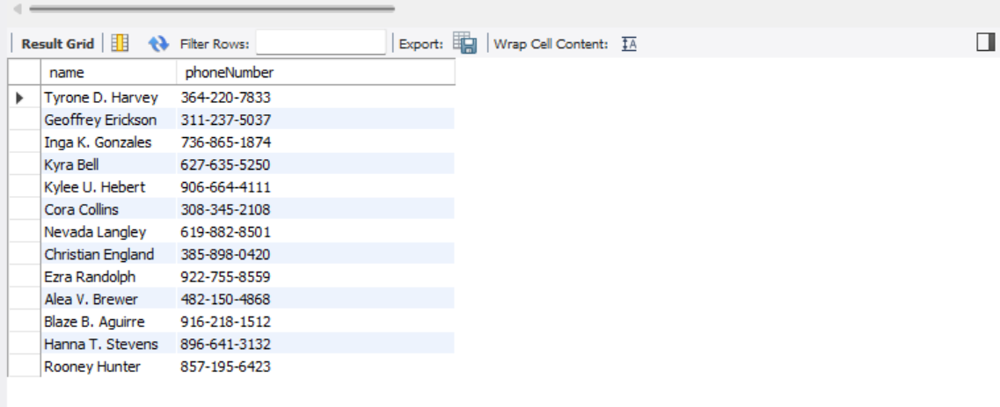 Result Grid Filter Rows: Export: Wrap Cell Content: IA
name phoneNumber
Tyrone D. Harvey 364-220-7833
Geoffrey Erickson 311-237-5037
Inga K. Gonzales 736-865-1874
Kyra Bell 627-635-5250
Kylee U. Hebert 906-664-4111
Cora Collins 308-345-2108
Nevada Langley 619-882-8501
Christian England 385-898-0420
Ezra Randolph 922-755-8559
Alea V. Brewer 482-150-4868
Blaze B. Aguirre 916-218-1512
Hanna T. Stevens 896-641-3132
Rooney Hunter 857-195-6423